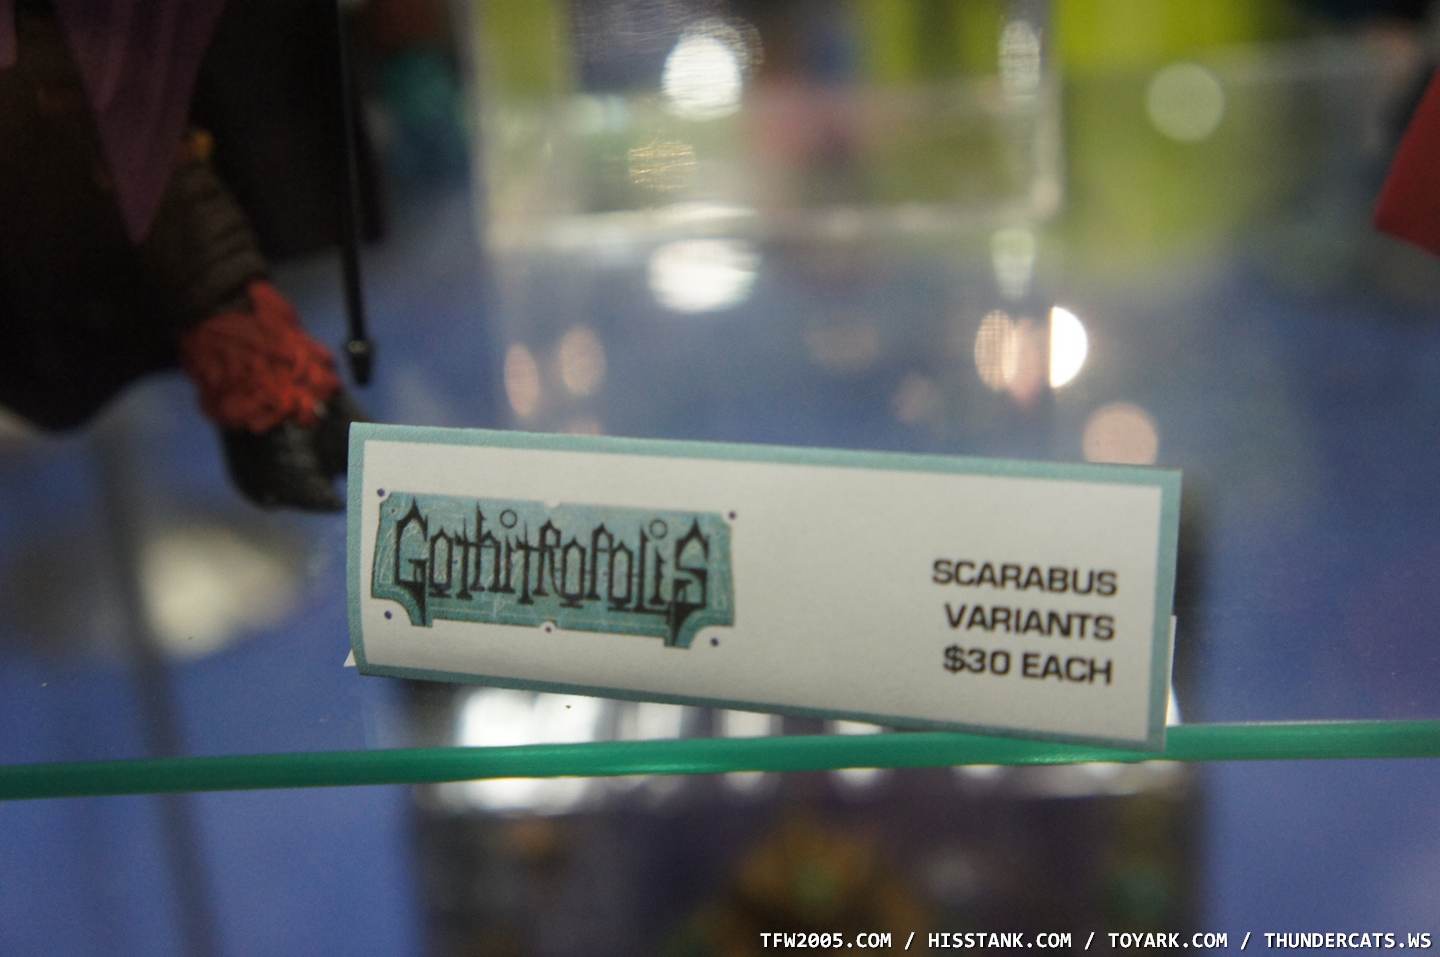 Gothitropolis
SCARABUS
VARIANTS
$30 EACH
TFW2005.COM / HISSTANK.COM / TOYARK.COM / THUNDERCATS.WS